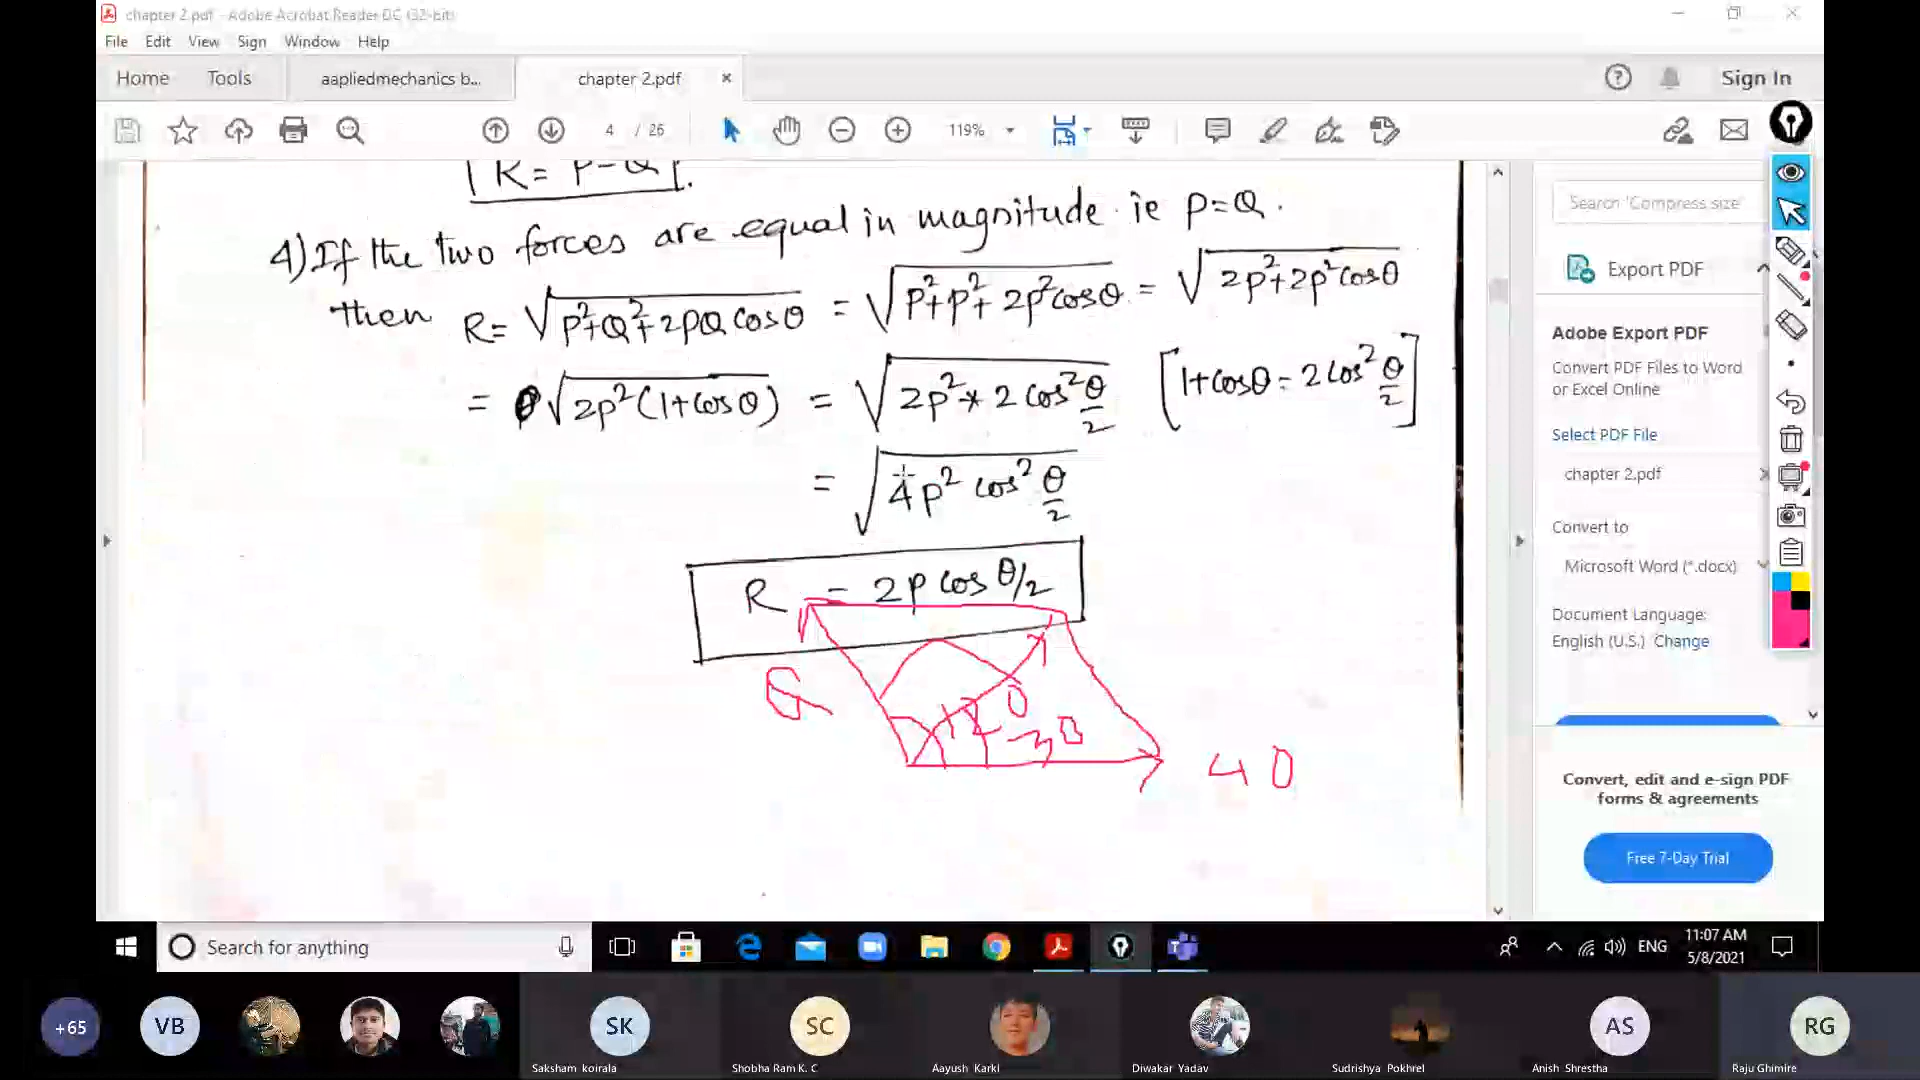 chapter 2.pdf - Adobe Acrobat Reader DC (32-bit)
File Edit View Sign Window Help
Home Tools aapliedmechanics b... chapter 2.pdf × Sign In
4 / 26 119%
R = P-Q
4) If the two forces are equal in magnitude ie P=Q.
then R= √P²+Q²+2PQ cosθ = √P²+P²+2P²cosθ = √2P²+2P²cosθ
= √2P²(1+cosθ) = √2P²*2cos²θ/2 [1+cosθ=2cos²θ/2]
= √4P² cos²θ/2
R = 2P cosθ/2
Q
120
30
40
Search 'Compress size'
Export PDF
Adobe Export PDF
Convert PDF Files to Word
or Excel Online
Select PDF File
chapter 2.pdf ×
Convert to
Microsoft Word (*.docx)
Document Language:
English (U.S.) Change
Convert, edit and e-sign PDF
forms & agreements
Free 7-Day Trial
Search for anything
ENG
11:07 AM
5/8/2021
+65 VB SK SC AS RG
Saksham koirala Shobha Ram K. C Aayush Karki Diwakar Yadav Sudrishya Pokhrel Anish Shrestha Raju Ghimire